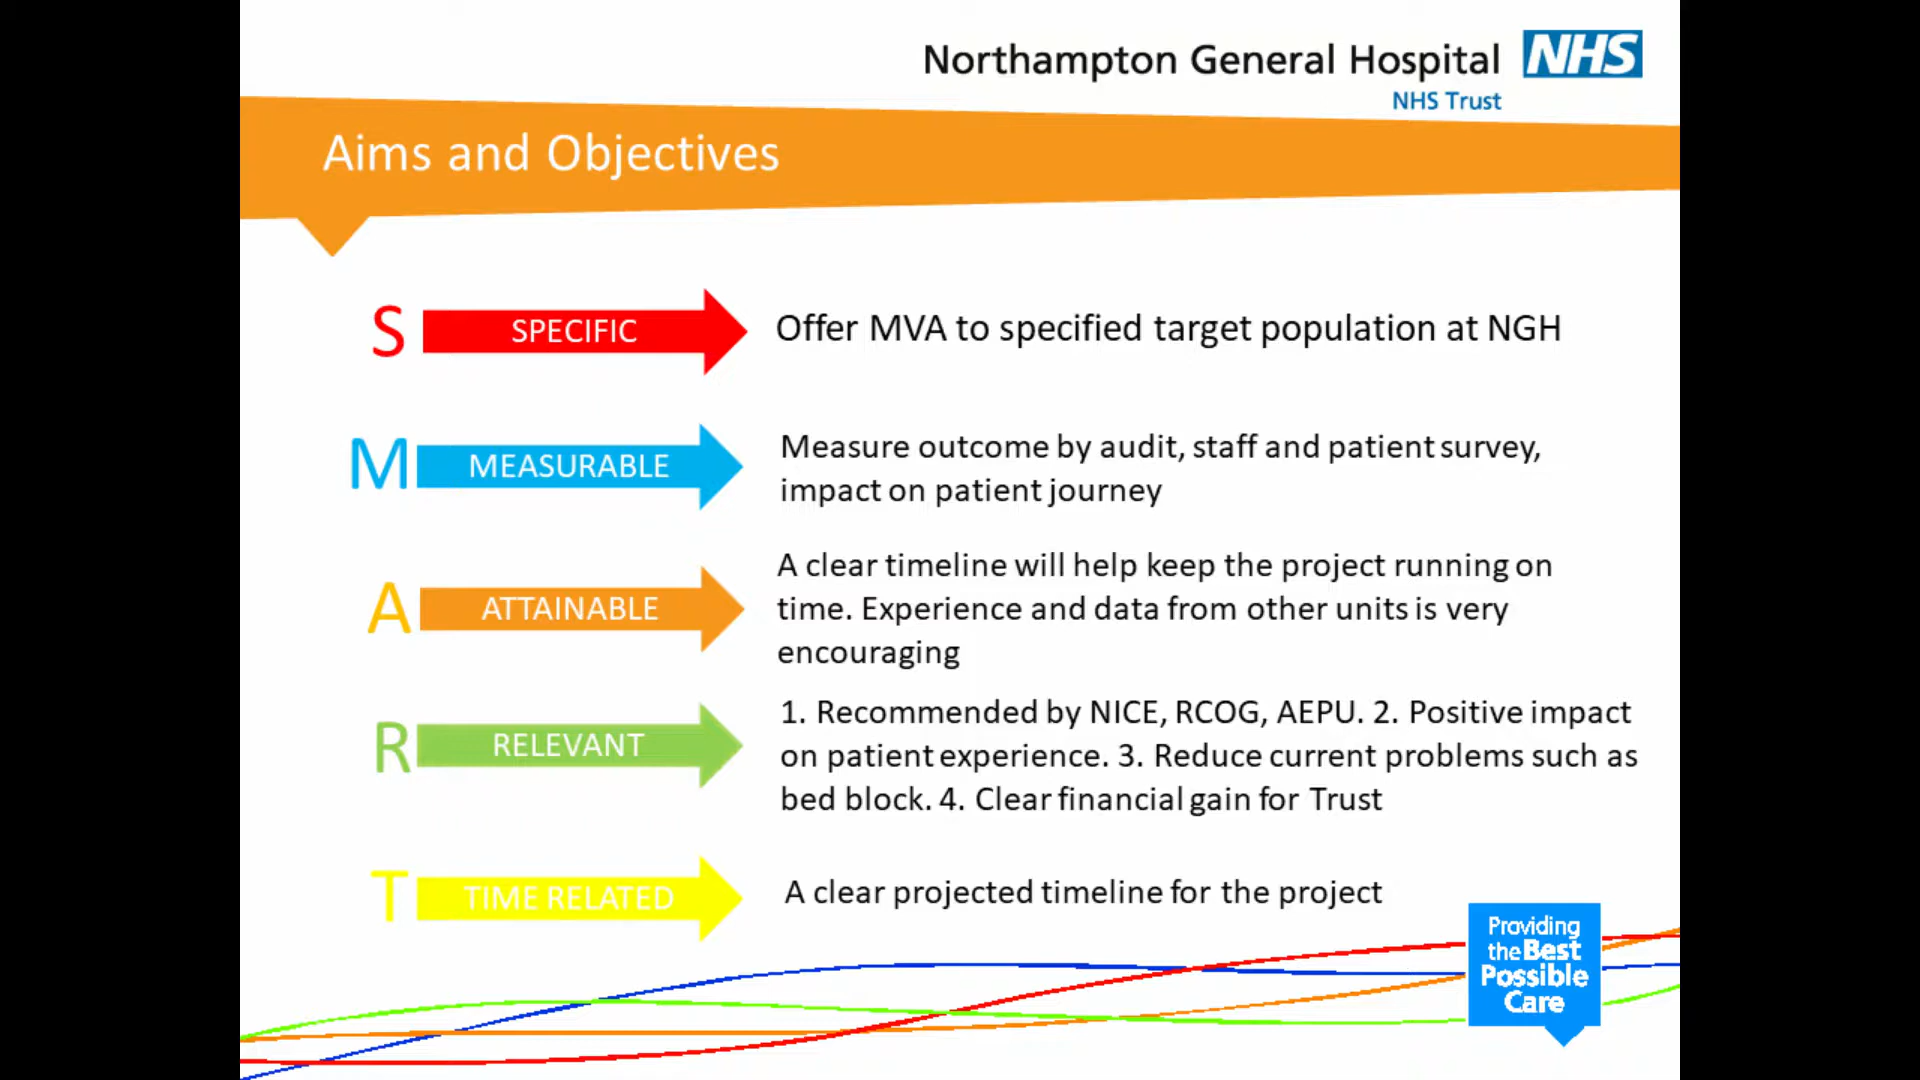 Northampton General Hospital NHS
NHS Trust
Aims and Objectives
S SPECIFIC Offer MVA to specified target population at NGH
M MEASURABLE Measure outcome by audit, staff and patient survey,
impact on patient journey
A ATTAINABLE A clear timeline will help keep the project running on
time. Experience and data from other units is very
encouraging
R RELEVANT 1. Recommended by NICE, RCOG, AEPU. 2. Positive impact
on patient experience. 3. Reduce current problems such as
bed block. 4. Clear financial gain for Trust
T TIME RELATED A clear projected timeline for the project
Providing
the Best
Possible
Care